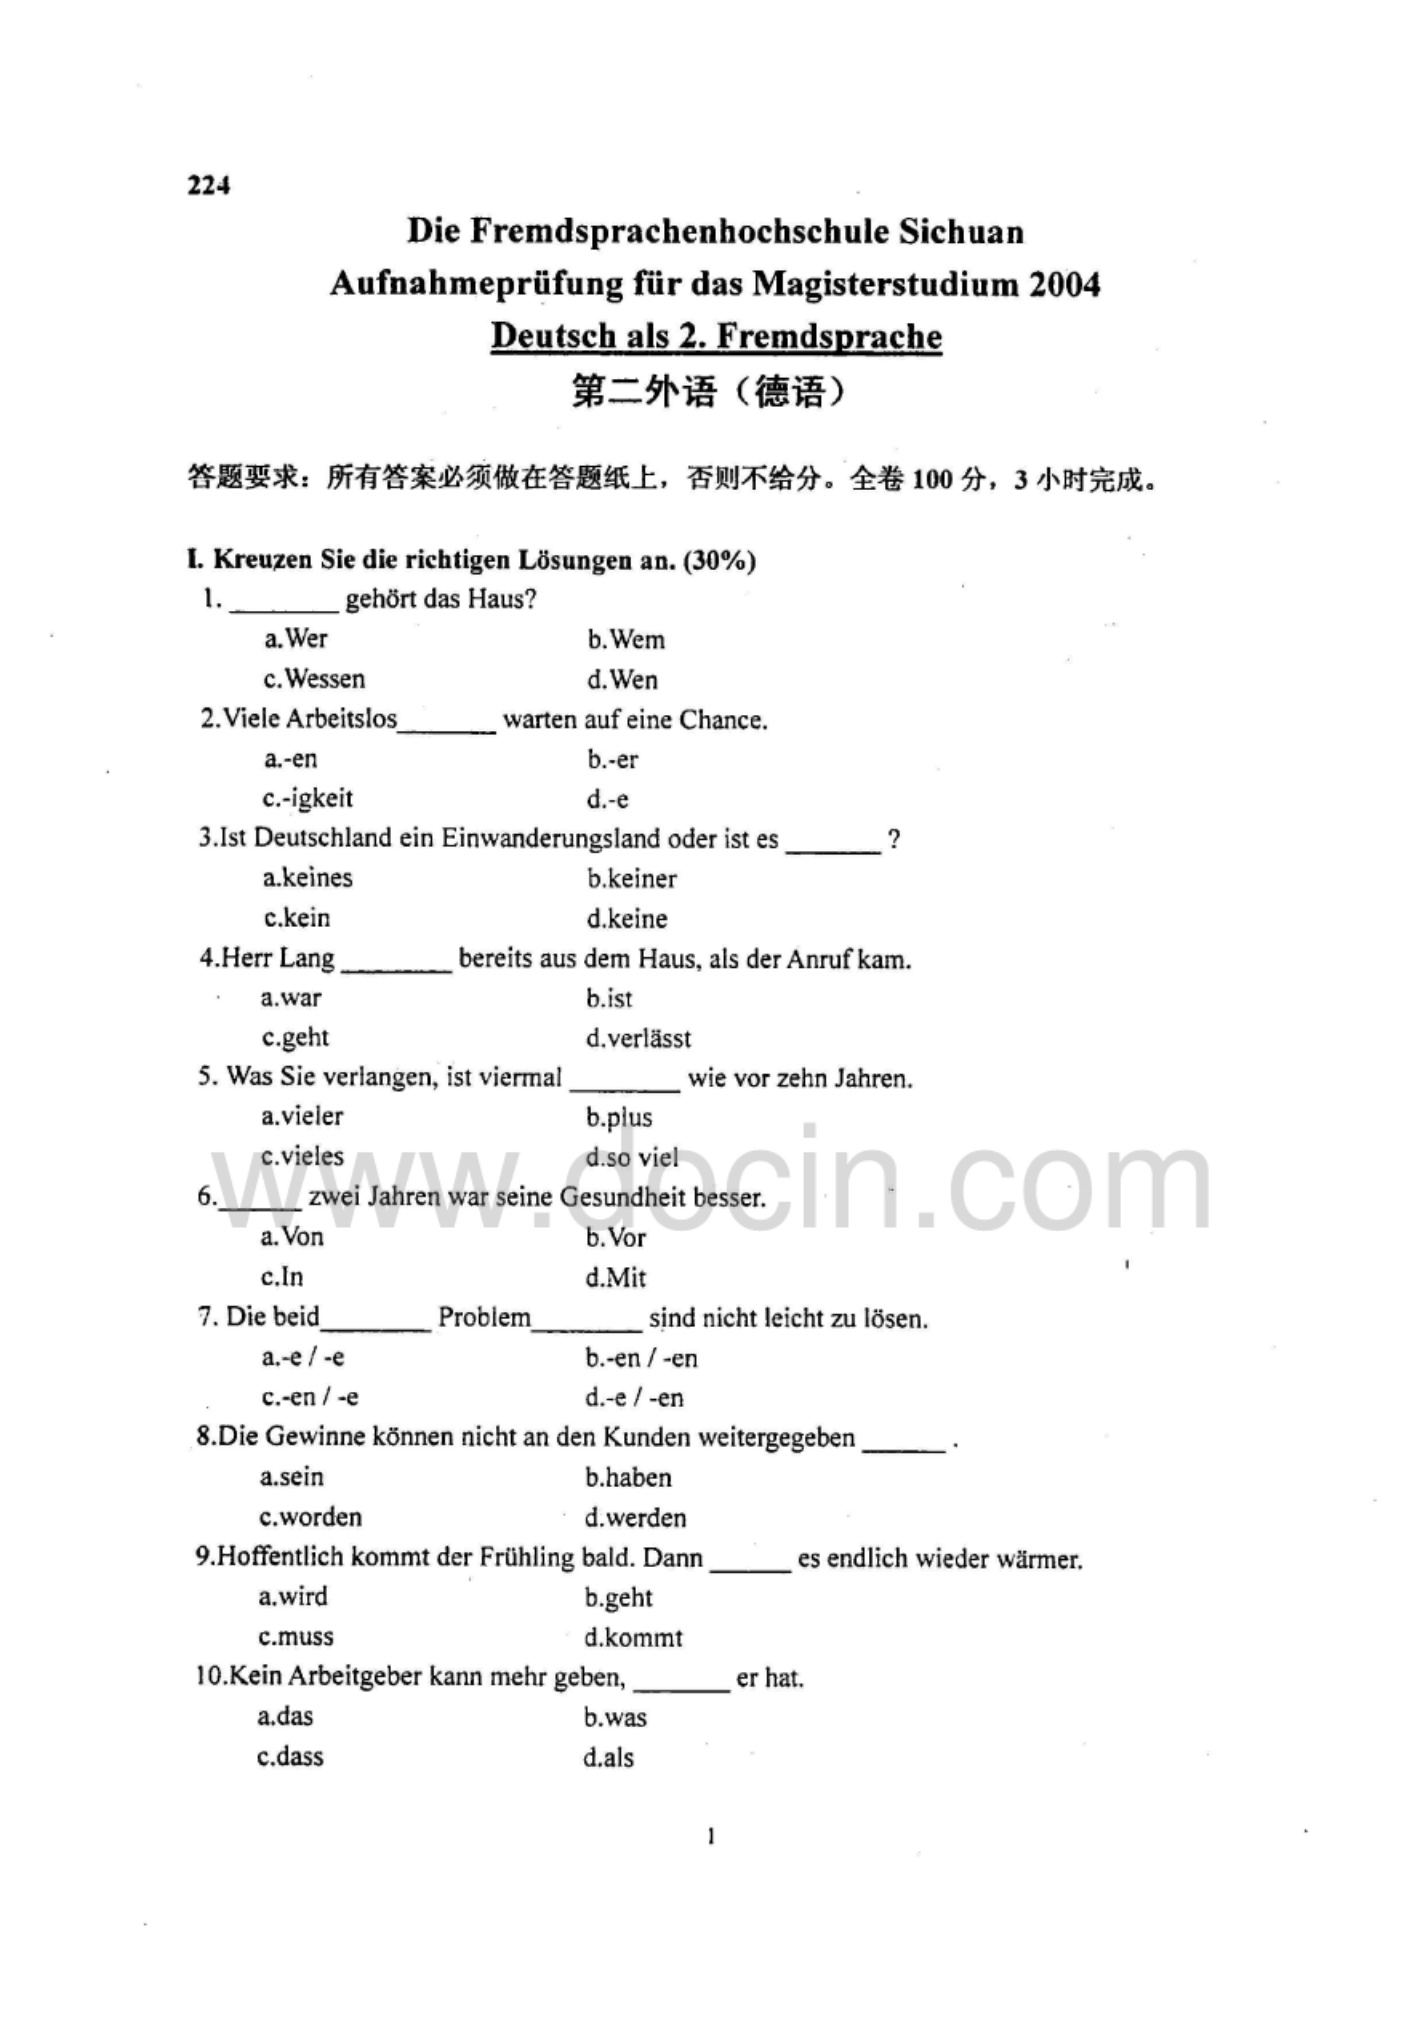 224
Die Fremdsprachenhochschule Sichuan
Aufnahmeprüfung für das Magisterstudium 2004
Deutsch als 2. Fremdsprache
第二外语（德语）
答题要求：所有答案必须做在答题纸上，否则不给分。全卷 100 分，3 小时完成。
I. Kreuzen Sie die richtigen Lösungen an. (30%)
1. ________ gehört das Haus?
a.Wer b.Wem
c.Wessen d.Wen
2.Viele Arbeitslos_______ warten auf eine Chance.
a.-en b.-er
c.-igkeit d.-e
3.Ist Deutschland ein Einwanderungsland oder ist es _______ ?
a.keines b.keiner
c.kein d.keine
4.Herr Lang ________ bereits aus dem Haus, als der Anruf kam.
a.war b.ist
c.geht d.verlässt
5. Was Sie verlangen, ist viermal ________ wie vor zehn Jahren.
a.vieler b.plus
c.vieles d.so viel
www.docin.com
6.______ zwei Jahren war seine Gesundheit besser.
a.Von b.Vor
c.In d.Mit
7. Die beid________ Problem________ sind nicht leicht zu lösen.
a.-e / -e b.-en / -en
c.-en / -e d.-e / -en
8.Die Gewinne können nicht an den Kunden weitergegeben ______ .
a.sein b.haben
c.worden d.werden
9.Hoffentlich kommt der Frühling bald. Dann ______ es endlich wieder wärmer.
a.wird b.geht
c.muss d.kommt
10.Kein Arbeitgeber kann mehr geben, _______ er hat.
a.das b.was
c.dass d.als
1